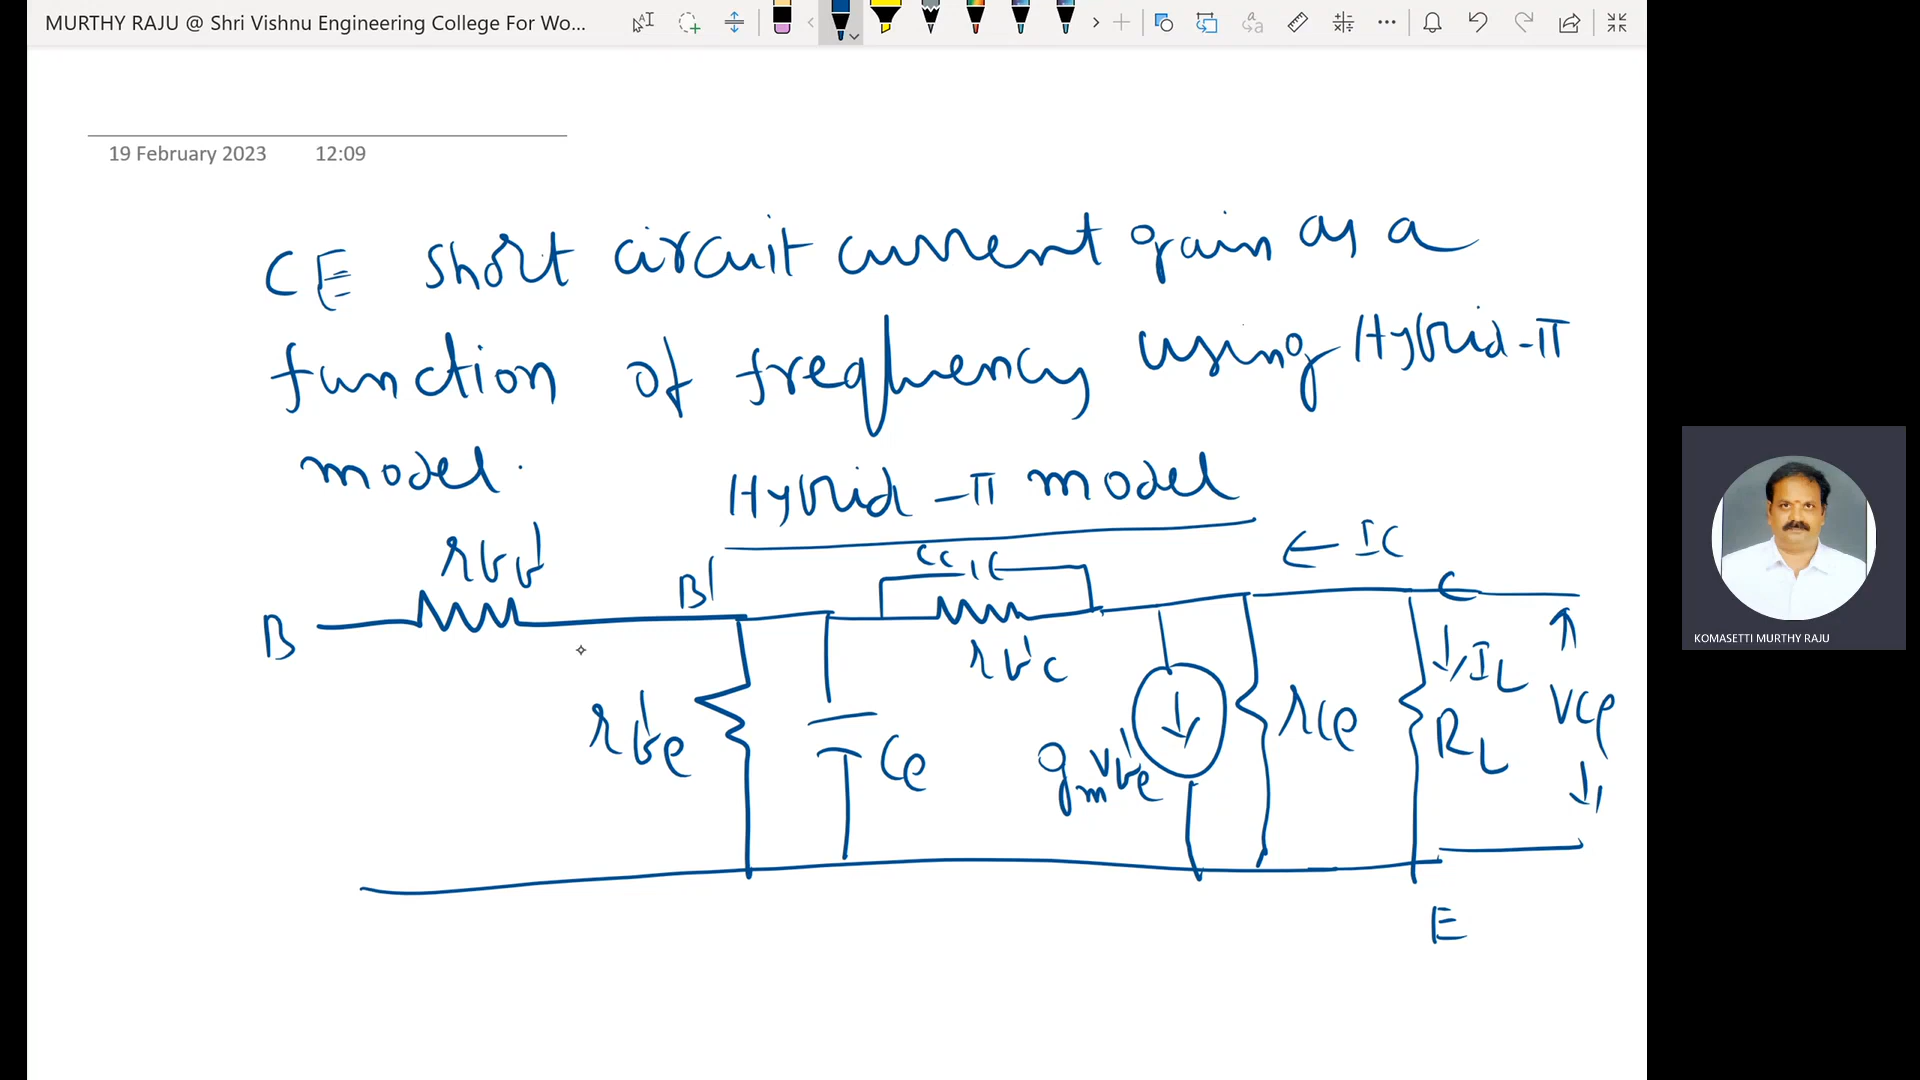 MURTHY RAJU @ Shri Vishnu Engineering College For Wo...
19 February 2023 12:09
CE short circuit current gain as a
function of frequency using Hybrid-π
model.
Hybrid-π model
rbb'
B'
Cc
← IC
C
B
rb'c
↓ IL
rb'e
Ce
gmVb'e
rce
RL
Vce
E
KOMASETTI MURTHY RAJU